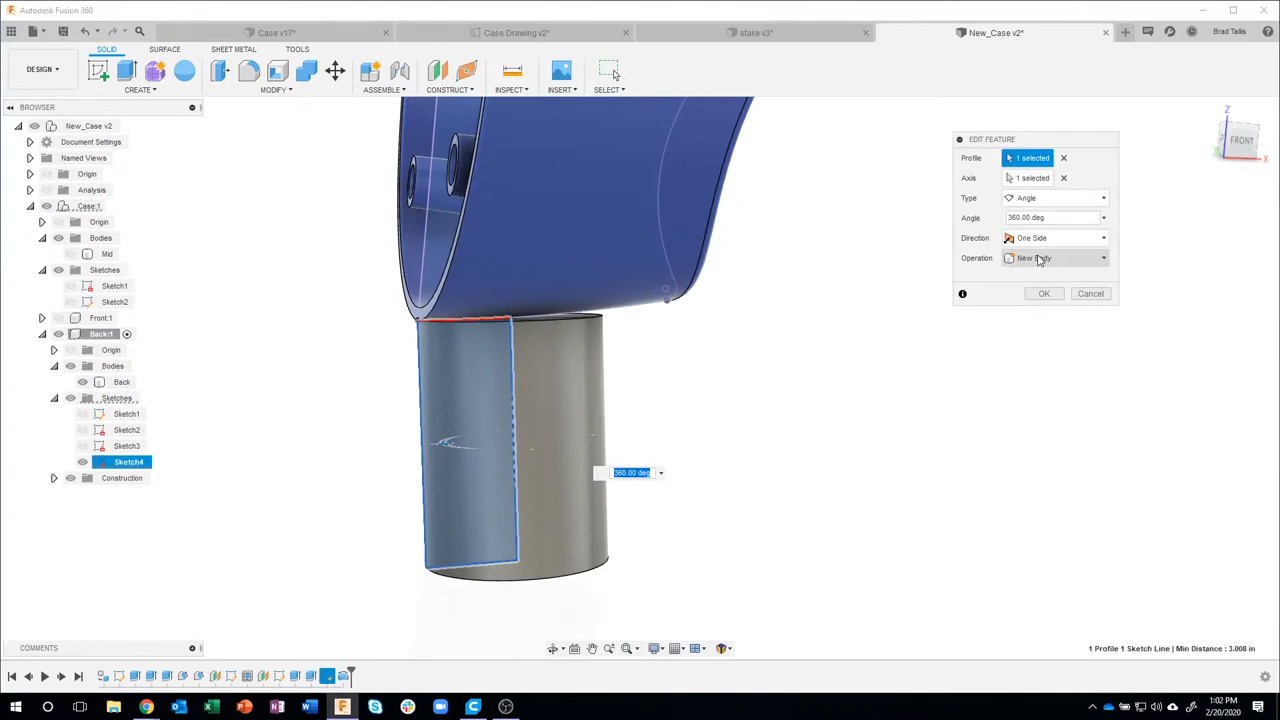 Autodesk Fusion 360
Case v17*
Case Drawing v2*
stake v3*
New_Case v2*
Brad Tallis
SOLID
SURFACE
SHEET METAL
TOOLS
DESIGN
CREATE
MODIFY
ASSEMBLE
CONSTRUCT
INSPECT
INSERT
SELECT
BROWSER
New_Case v2
Document Settings
Named Views
Origin
Analysis
Case:1
Origin
Bodies
Mid
Sketches
Sketch1
Sketch2
Front:1
Back:1
Origin
Bodies
Back
Sketches
Sketch1
Sketch2
Sketch3
Sketch4
Construction
EDIT FEATURE
Profile 1 selected
Axis 1 selected
Type Angle
Angle 360.00 deg
Direction One Side
Operation New Body
OK Cancel
Z
FRONT
X
360.00 deg
COMMENTS
1 Profile 1 Sketch Line | Min Distance : 3.008 in
1:02 PM
2/20/2020